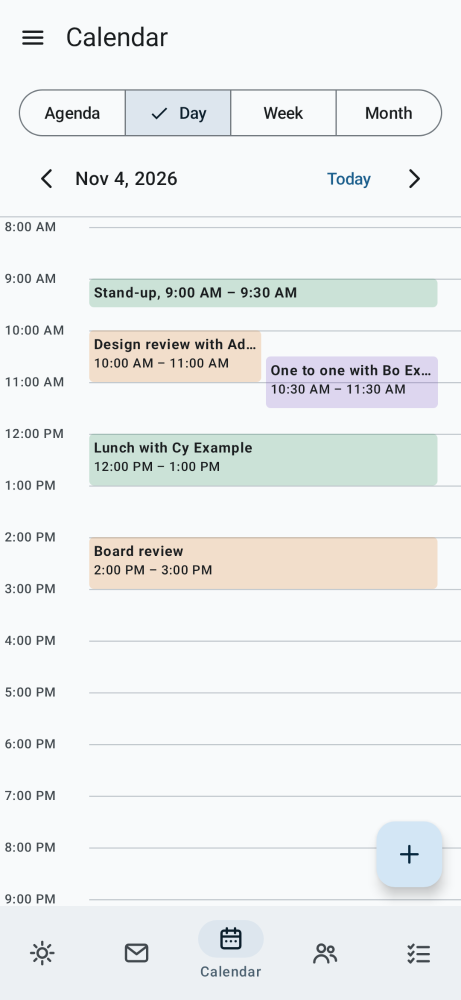 Calendar
Agenda
Day
Week
Month
Nov 4, 2026
Today
8:00 AM
9:00 AM
Stand-up, 9:00 AM – 9:30 AM
10:00 AM
Design review with Ad…
10:00 AM – 11:00 AM
One to one with Bo Ex…
10:30 AM – 11:30 AM
11:00 AM
12:00 PM
Lunch with Cy Example
12:00 PM – 1:00 PM
1:00 PM
2:00 PM
Board review
2:00 PM – 3:00 PM
3:00 PM
4:00 PM
5:00 PM
6:00 PM
7:00 PM
8:00 PM
9:00 PM
Calendar